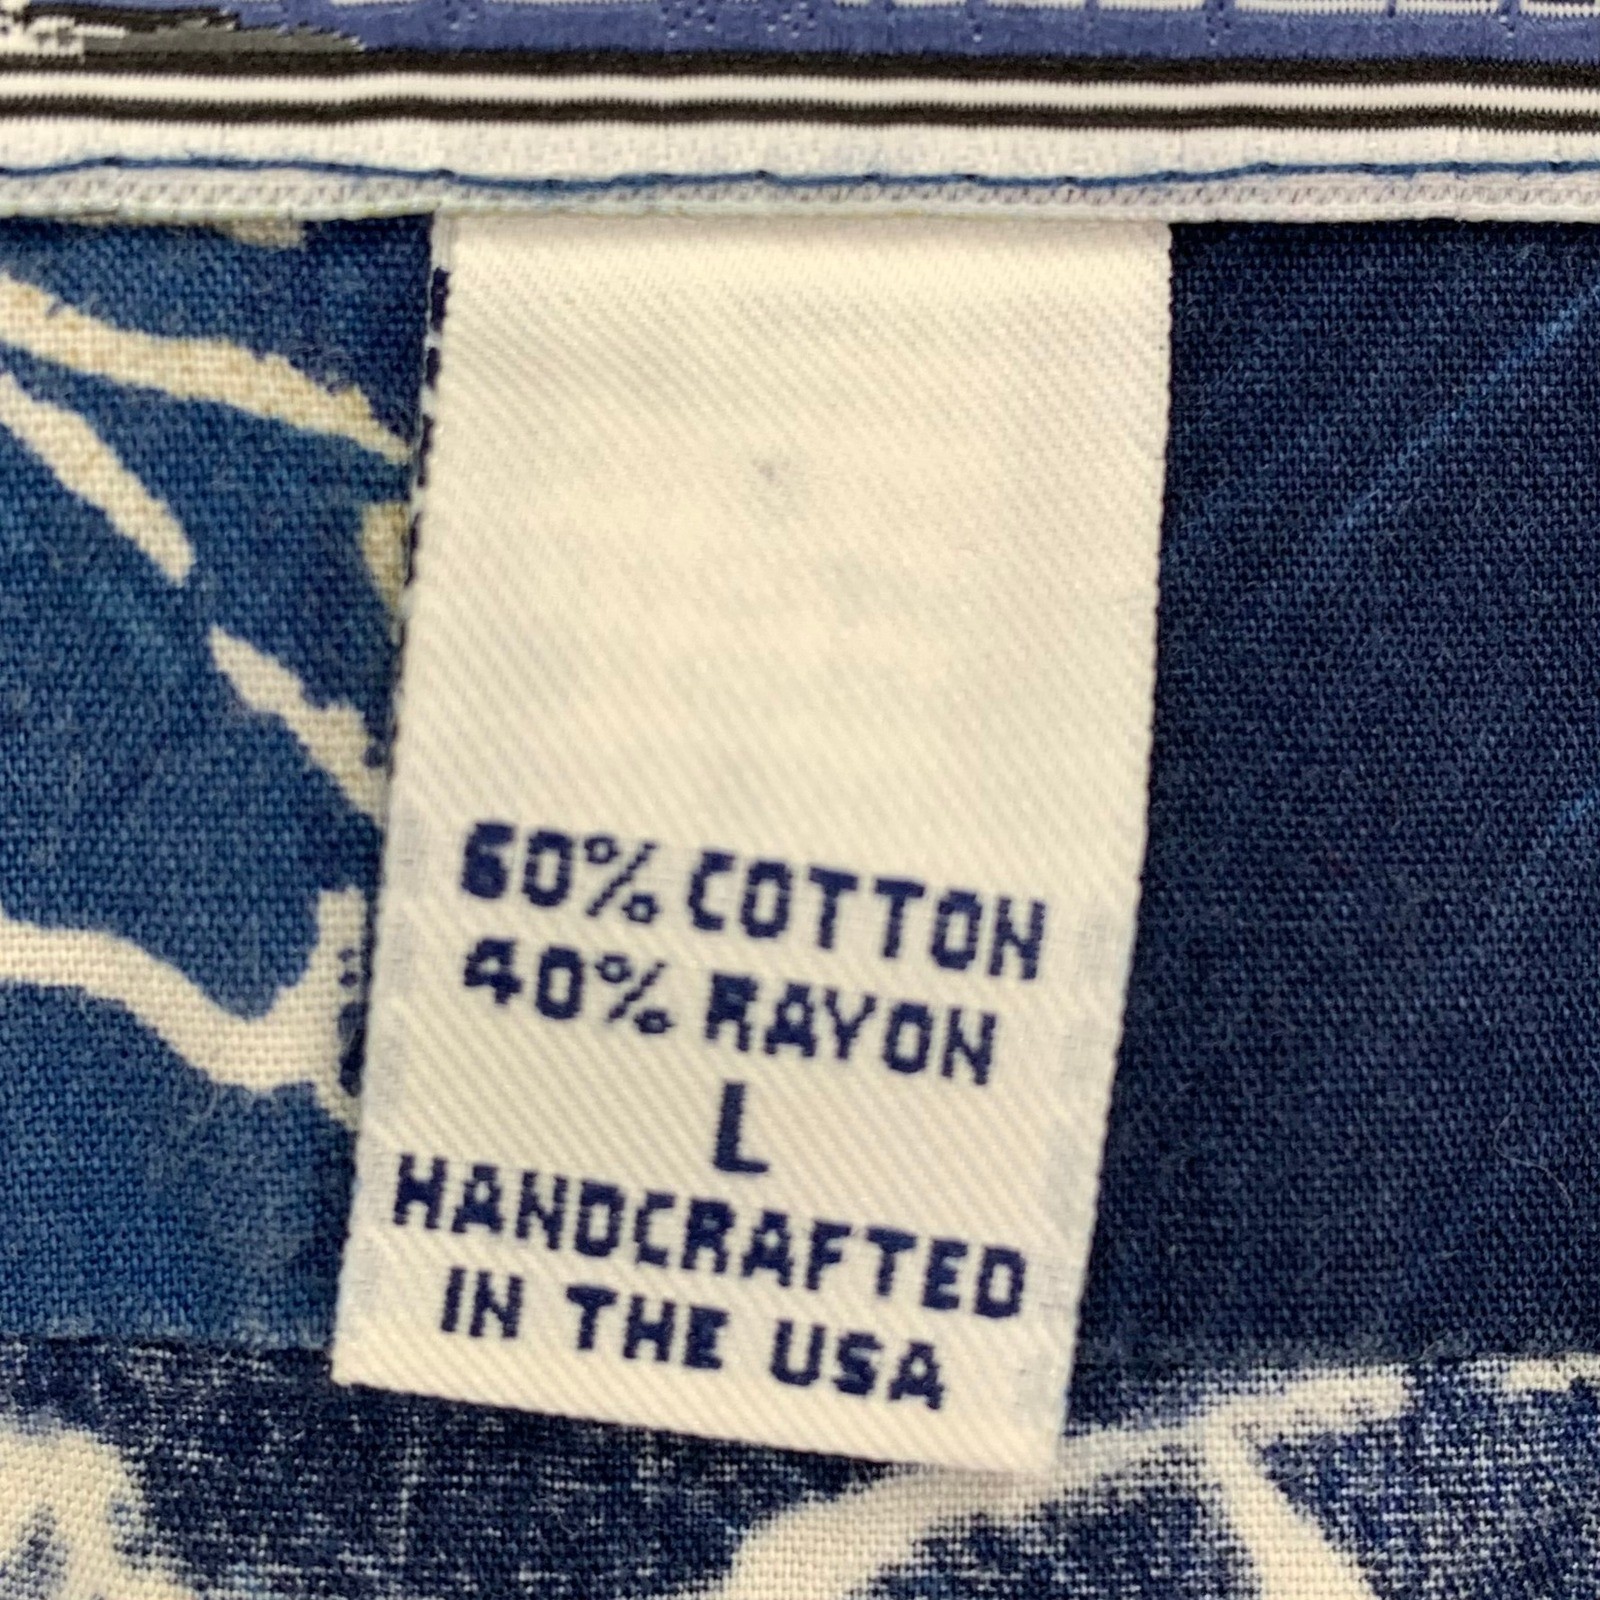 60% COTTON
40% RAYON
L
HANDCRAFTED
IN THE USA